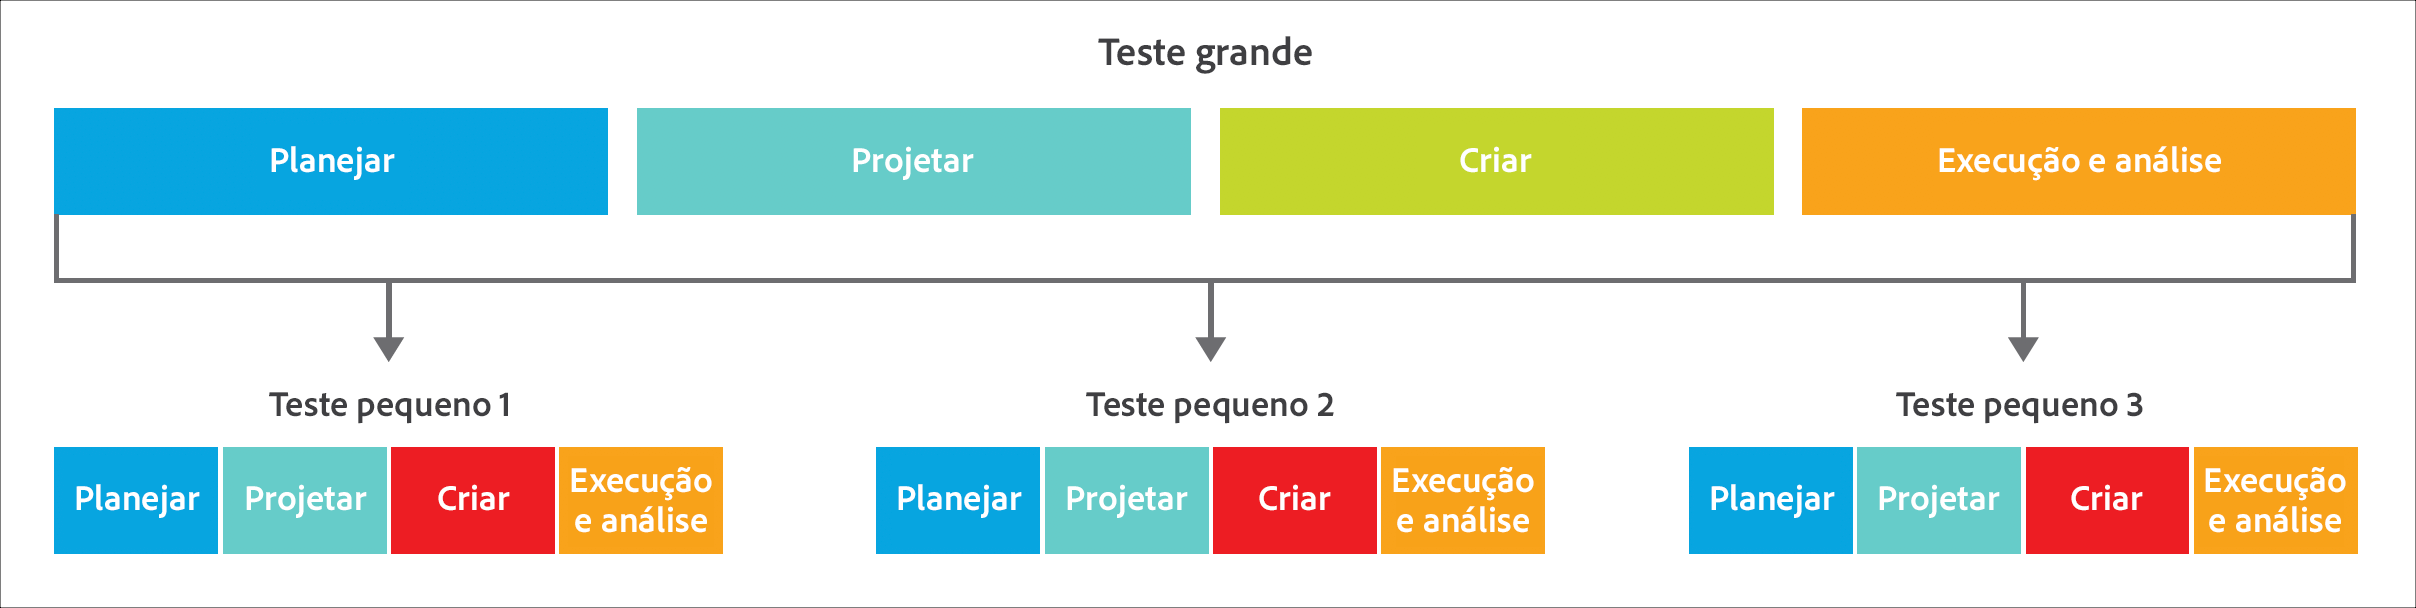 Teste grande
Planejar
Projetar
Criar
Execução e análise
Teste pequeno 1
Planejar
Projetar
Criar
Execução
e análise
Teste pequeno 2
Planejar
Projetar
Criar
Execução
e análise
Teste pequeno 3
Planejar
Projetar
Criar
Execução
e análise